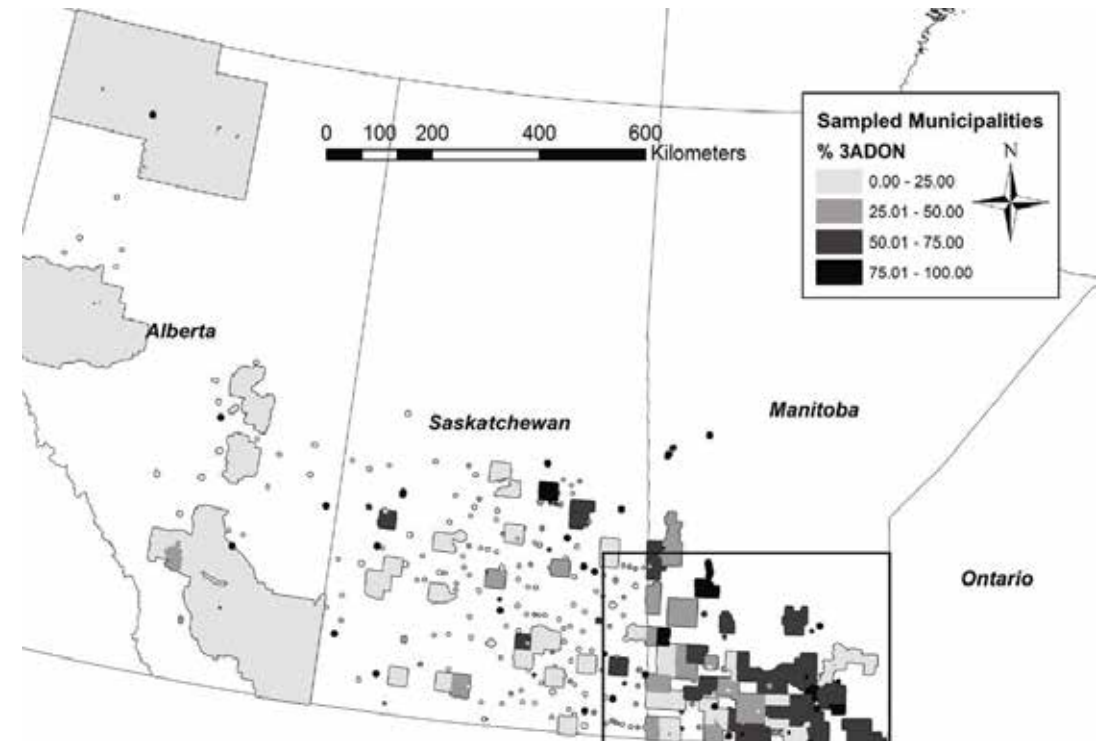 0 100 200 400 600
Kilometers
Sampled Municipalities
% 3ADON
N
0.00 - 25.00
25.01 - 50.00
50.01 - 75.00
75.01 - 100.00
Alberta
Saskatchewan
Manitoba
Ontario